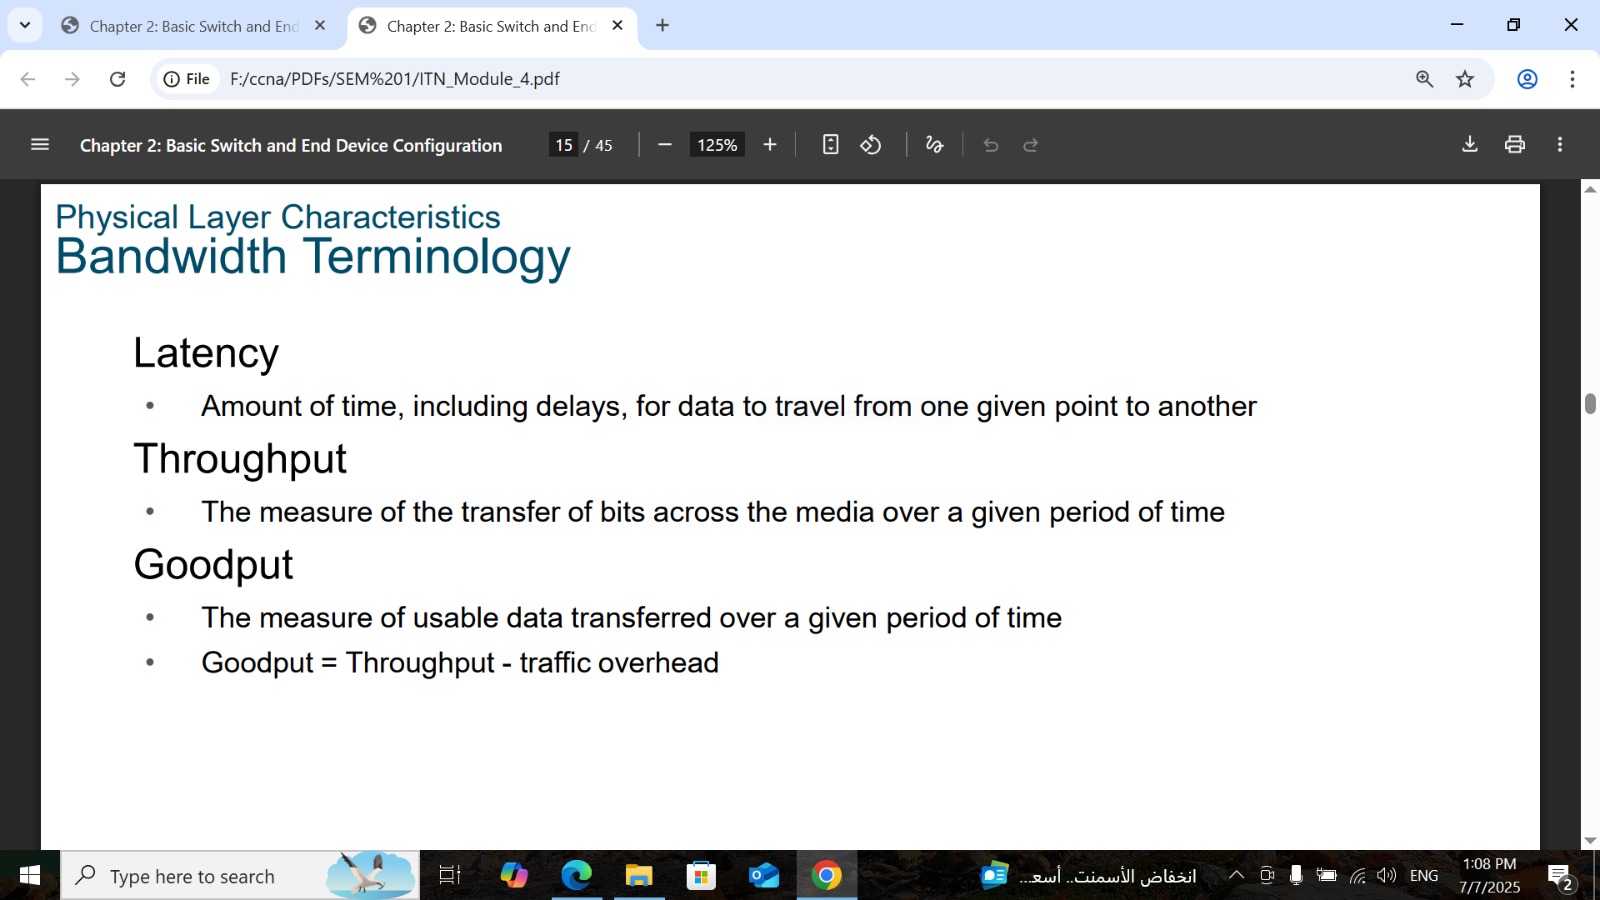 Chapter 2: Basic Switch and End
Chapter 2: Basic Switch and End
File
F:/ccna/PDFs/SEM%201/ITN_Module_4.pdf
Chapter 2: Basic Switch and End Device Configuration
15 / 45
125%
Physical Layer Characteristics
Bandwidth Terminology
Latency
• Amount of time, including delays, for data to travel from one given point to another
Throughput
• The measure of the transfer of bits across the media over a given period of time
Goodput
• The measure of usable data transferred over a given period of time
• Goodput = Throughput - traffic overhead
Type here to search
انخفاض الأسمنت.. أسعـ...
ENG
1:08 PM
7/7/2025
2